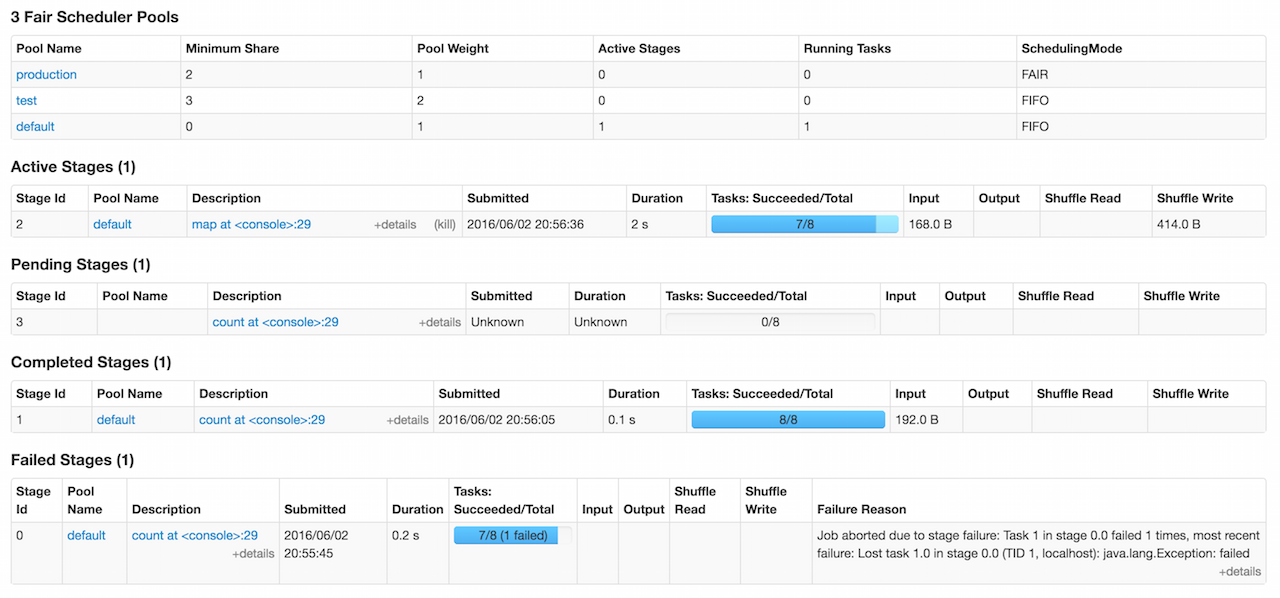 3 Fair Scheduler Pools
Pool Name Minimum Share Pool Weight Active Stages Running Tasks SchedulingMode
production 2 1 0 0 FAIR
test 3 2 0 0 FIFO
default 0 1 1 1 FIFO
Active Stages (1)
Stage Id Pool Name Description Submitted Duration Tasks: Succeeded/Total Input Output Shuffle Read Shuffle Write
2 default map at <console>:29 +details (kill) 2016/06/02 20:56:36 2 s 7/8 168.0 B 414.0 B
Pending Stages (1)
Stage Id Pool Name Description Submitted Duration Tasks: Succeeded/Total Input Output Shuffle Read Shuffle Write
3 count at <console>:29 +details Unknown Unknown 0/8
Completed Stages (1)
Stage Id Pool Name Description Submitted Duration Tasks: Succeeded/Total Input Output Shuffle Read Shuffle Write
1 default count at <console>:29 +details 2016/06/02 20:56:05 0.1 s 8/8 192.0 B
Failed Stages (1)
Stage Pool Tasks: Shuffle Shuffle
Id Name Description Submitted Duration Succeeded/Total Input Output Read Write Failure Reason
0 default count at <console>:29 2016/06/02 0.2 s 7/8 (1 failed) Job aborted due to stage failure: Task 1 in stage 0.0 failed 1 times, most recent
+details 20:55:45 failure: Lost task 1.0 in stage 0.0 (TID 1, localhost): java.lang.Exception: failed
+details